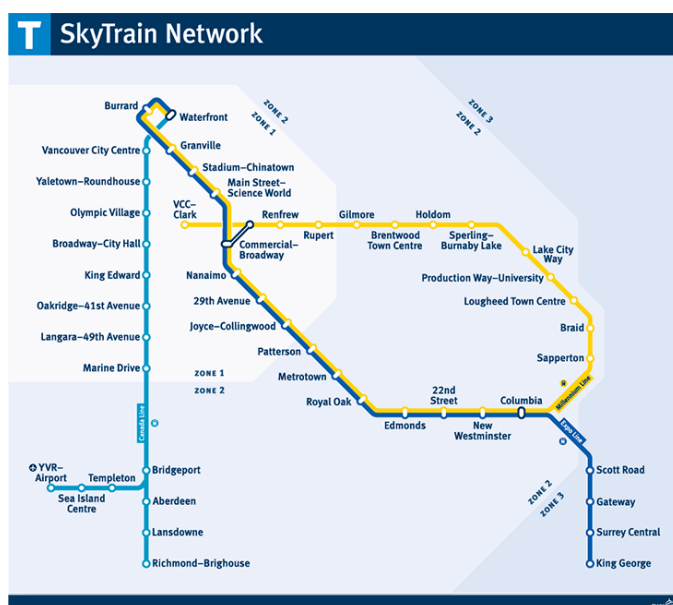 T SkyTrain Network
Burrard
Waterfront
ZONE 2
ZONE 1
ZONE 3
ZONE 2
Vancouver City Centre
Granville
Yaletown–Roundhouse
Stadium–Chinatown
Main Street–
Science World
Olympic Village
VCC–
Clark
Renfrew
Rupert
Gilmore
Brentwood
Town Centre
Holdom
Sperling–
Burnaby Lake
Broadway–City Hall
Commercial–
Broadway
Lake City
Way
King Edward
Nanaimo
Production Way–University
Oakridge–41st Avenue
29th Avenue
Lougheed Town Centre
Langara–49th Avenue
Joyce–Collingwood
Braid
Marine Drive
Patterson
Sapperton
ZONE 1
ZONE 2
Metrotown
Royal Oak
Millennium Line
Canada Line
Edmonds
22nd
Street
New
Westminster
Columbia
Expo Line
YVR–
Airport
Sea Island
Centre
Templeton
Bridgeport
Scott Road
ZONE 2
ZONE 3
Aberdeen
Gateway
Lansdowne
Surrey Central
Richmond–Brighouse
King George